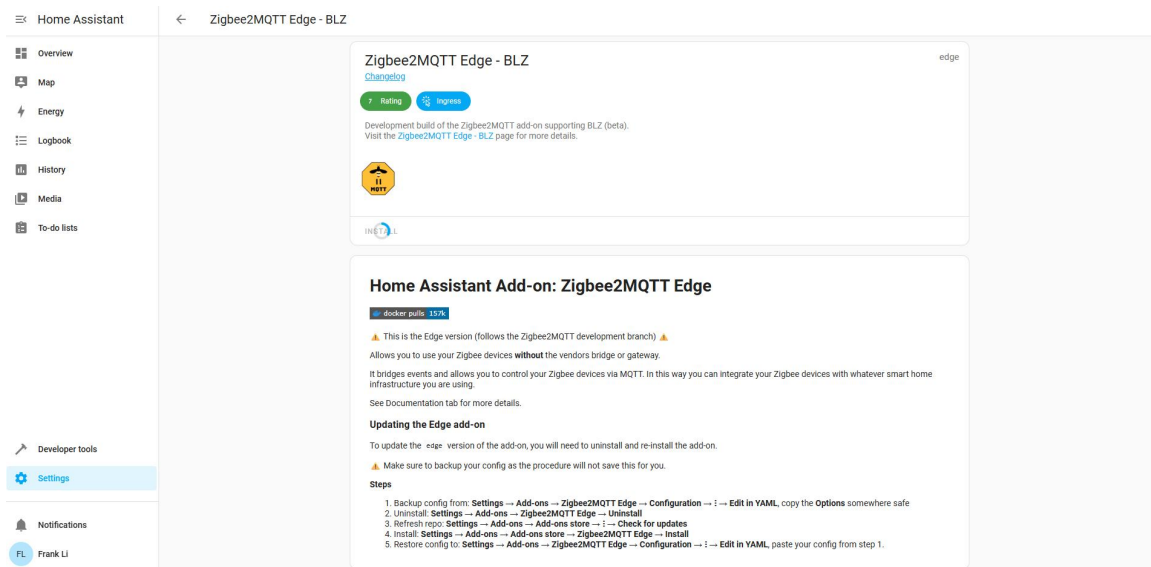 Home Assistant
Zigbee2MQTT Edge - BLZ
Overview
Map
Energy
Logbook
History
Media
To-do lists
Developer tools
Settings
Notifications
FL Frank Li
Zigbee2MQTT Edge - BLZ
edge
Changelog
? Rating
Ingress
Development build of the Zigbee2MQTT add-on supporting BLZ (beta).
Visit the Zigbee2MQTT Edge - BLZ page for more details.
MQTT
INSTALL
Home Assistant Add-on: Zigbee2MQTT Edge
docker pulls 157k
⚠ This is the Edge version (follows the Zigbee2MQTT development branch) ⚠
Allows you to use your Zigbee devices without the vendors bridge or gateway.
It bridges events and allows you to control your Zigbee devices via MQTT. In this way you can integrate your Zigbee devices with whatever smart home
infrastructure you are using.
See Documentation tab for more details.
Updating the Edge add-on
To update the edge version of the add-on, you will need to uninstall and re-install the add-on.
⚠ Make sure to backup your config as the procedure will not save this for you.
Steps
1. Backup config from: Settings → Add-ons → Zigbee2MQTT Edge → Configuration → ⋮ → Edit in YAML, copy the Options somewhere safe
2. Uninstall: Settings → Add-ons → Zigbee2MQTT Edge → Uninstall
3. Refresh repo: Settings → Add-ons → Add-ons store → ⋮ → Check for updates
4. Install: Settings → Add-ons → Add-ons store → Zigbee2MQTT Edge → Install
5. Restore config to: Settings → Add-ons → Zigbee2MQTT Edge → Configuration → ⋮ → Edit in YAML, paste your config from step 1.